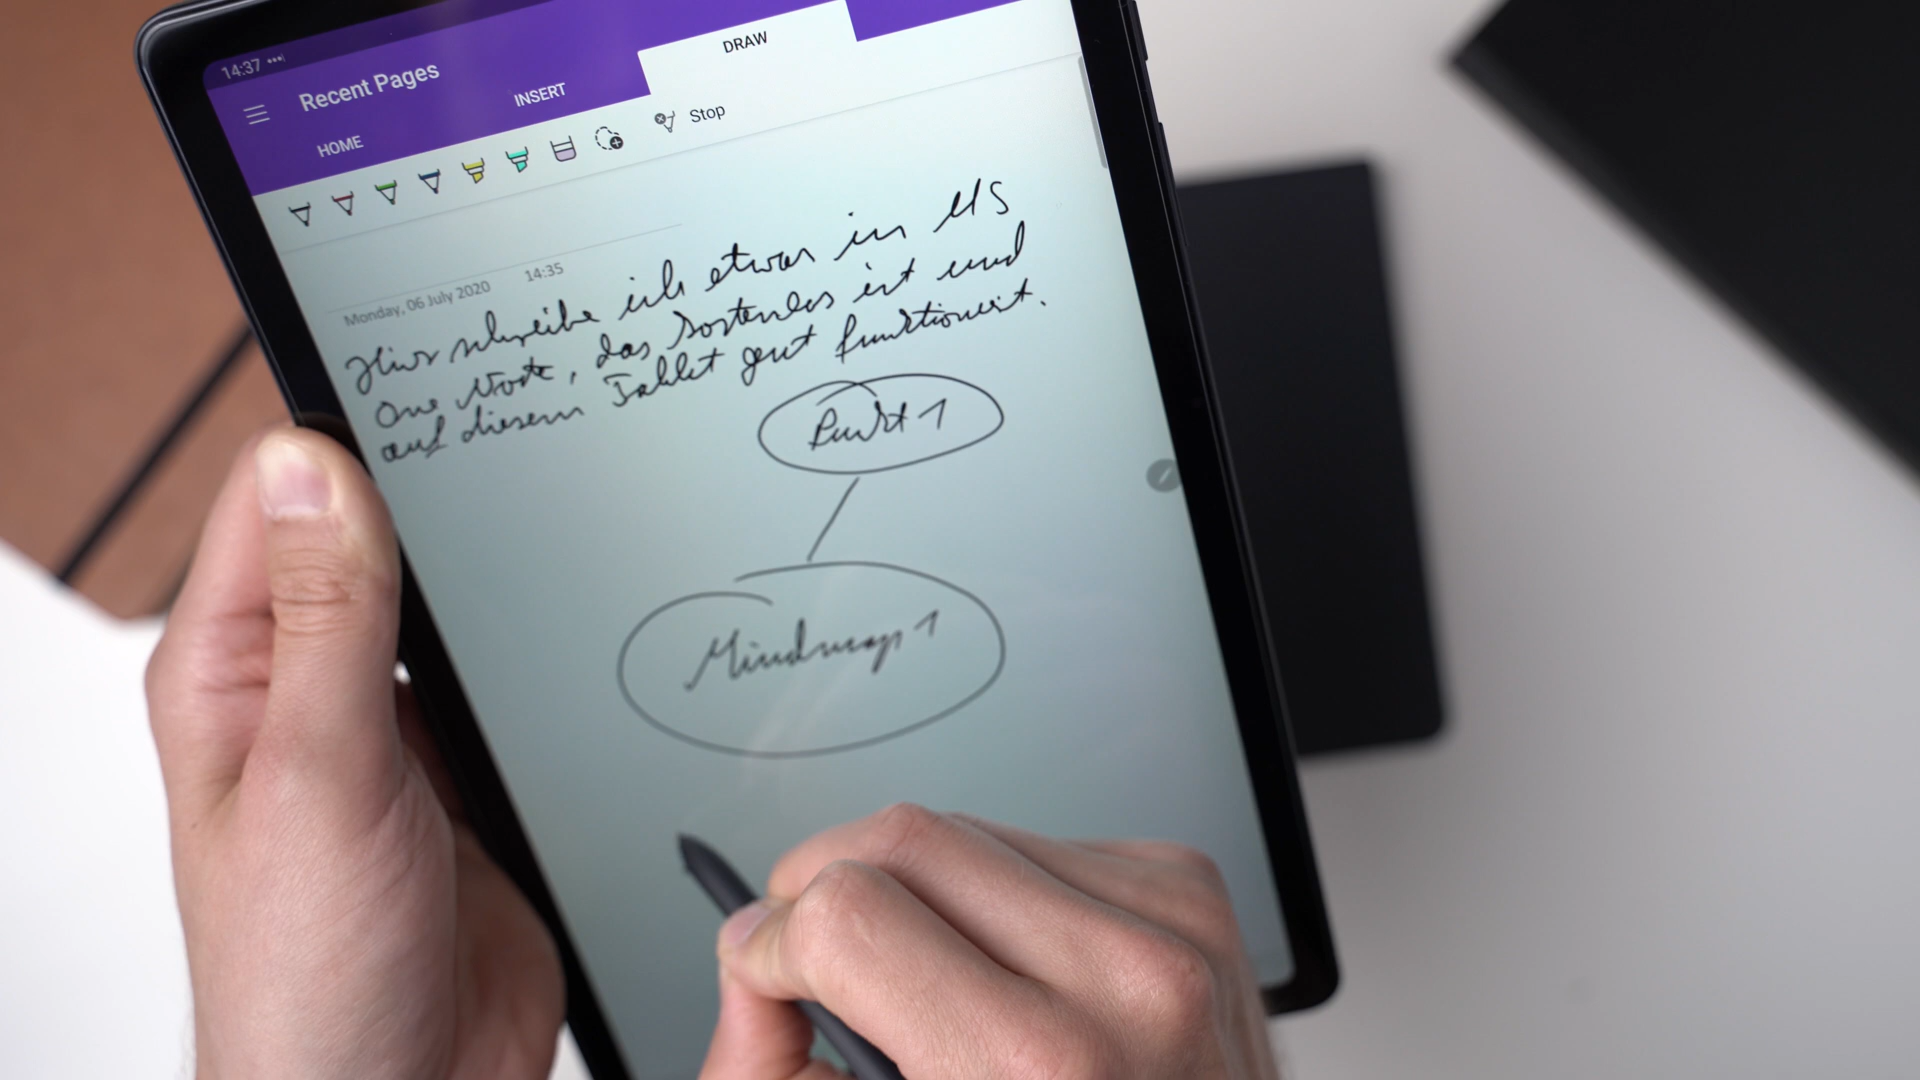 14:37
Recent Pages
HOME
INSERT
DRAW
Stop
Monday, 06 July 2020 14:35
Hier schreibe ich etwas in MS
One Note, das kostenlos ist und
auf diesem Tablet gut funktioniert.
Punkt 1
Mindmap 1